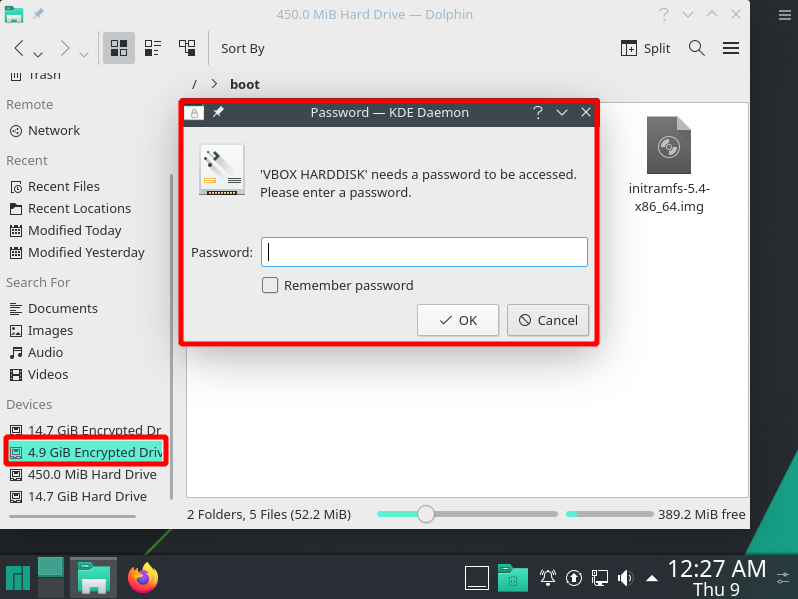 450.0 MiB Hard Drive — Dolphin
Sort By
Split
/ > boot
Trash
Remote
Network
Recent
Recent Files
Recent Locations
Modified Today
Modified Yesterday
Search For
Documents
Images
Audio
Videos
Devices
14.7 GiB Encrypted Dr
4.9 GiB Encrypted Driv
450.0 MiB Hard Drive
14.7 GiB Hard Drive
Password — KDE Daemon
'VBOX HARDDISK' needs a password to be accessed.
Please enter a password.
Password:
Remember password
OK
Cancel
initramfs-5.4-
x86_64.img
2 Folders, 5 Files (52.2 MiB)
389.2 MiB free
12:27 AM
Thu 9